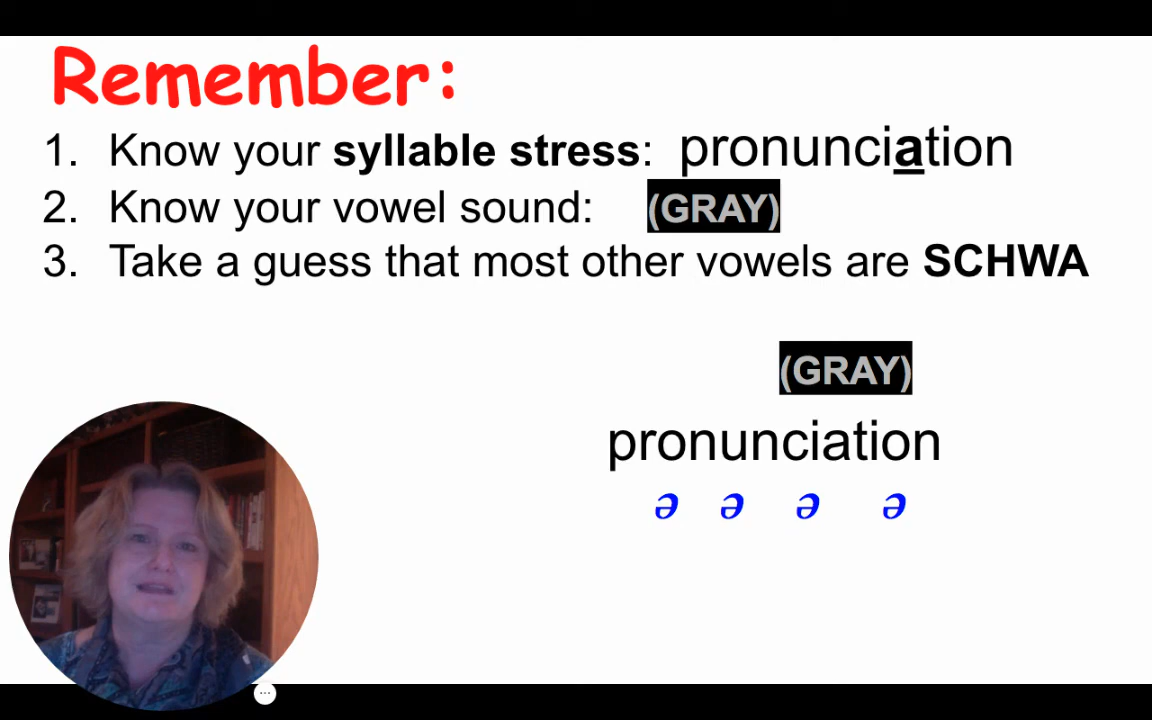 Remember:
1. Know your syllable stress: pronunciation
2. Know your vowel sound: (GRAY)
3. Take a guess that most other vowels are SCHWA
(GRAY)
pronunciation
ə ə ə ə